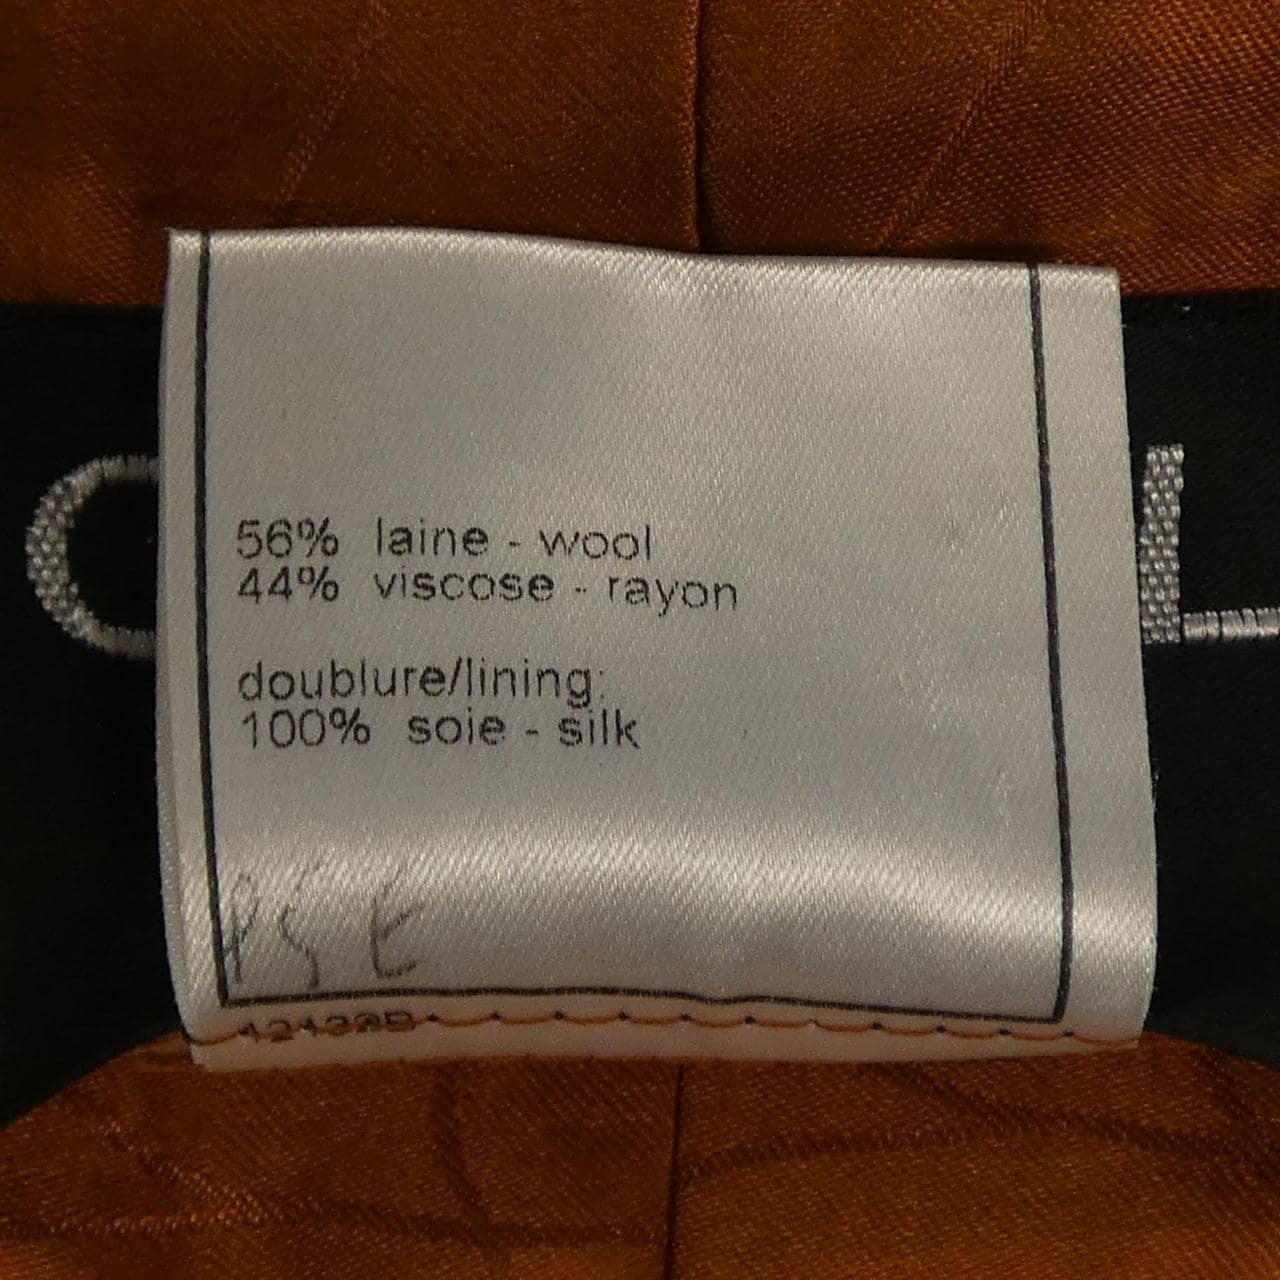 56% laine - wool
44% viscose - rayon
doublure/lining:
100% soie - silk